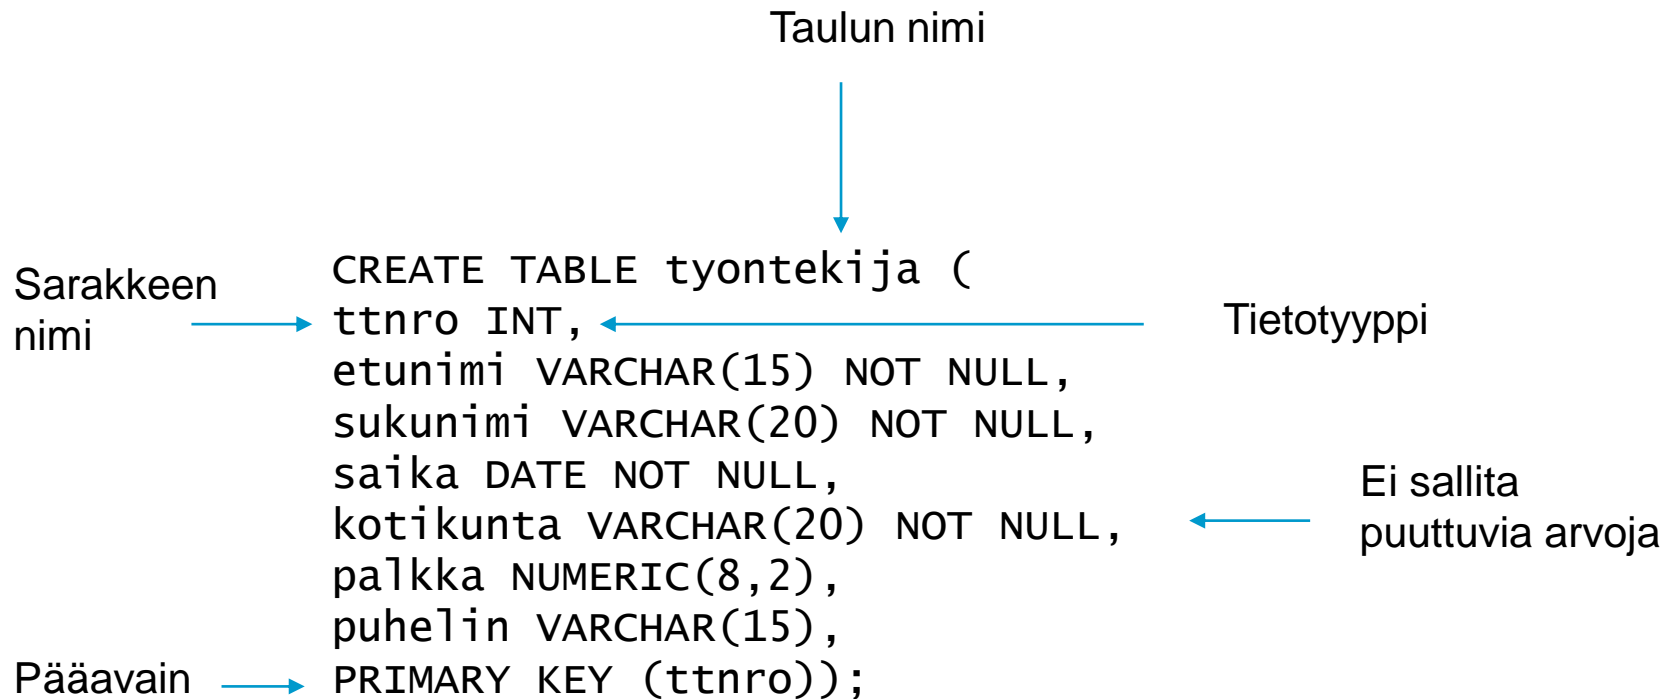 Taulun nimi
Sarakkeen
nimi
CREATE TABLE tyontekija (
ttnro INT,
Tietotyyppi
etunimi VARCHAR(15) NOT NULL,
sukunimi VARCHAR(20) NOT NULL,
saika DATE NOT NULL,
kotikunta VARCHAR(20) NOT NULL,
Ei sallita
puuttuvia arvoja
palkka NUMERIC(8,2),
puhelin VARCHAR(15),
Pääavain
PRIMARY KEY (ttnro));